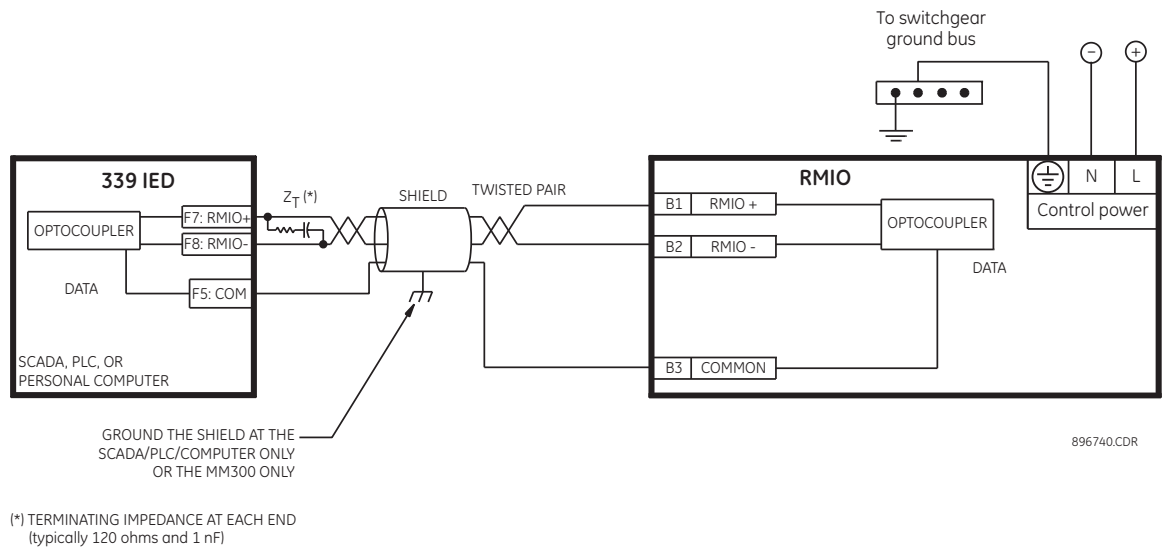 To switchgear
ground bus
−
+
339 IED
Z_T (*)
SHIELD
TWISTED PAIR
RMIO
N
L
Control power
OPTOCOUPLER
F7: RMIO+
F8: RMIO-
B1
RMIO +
B2
RMIO -
OPTOCOUPLER
DATA
DATA
F5: COM
SCADA, PLC, OR
PERSONAL COMPUTER
B3
COMMON
GROUND THE SHIELD AT THE
SCADA/PLC/COMPUTER ONLY
OR THE MM300 ONLY
896740.CDR
(*) TERMINATING IMPEDANCE AT EACH END
(typically 120 ohms and 1 nF)